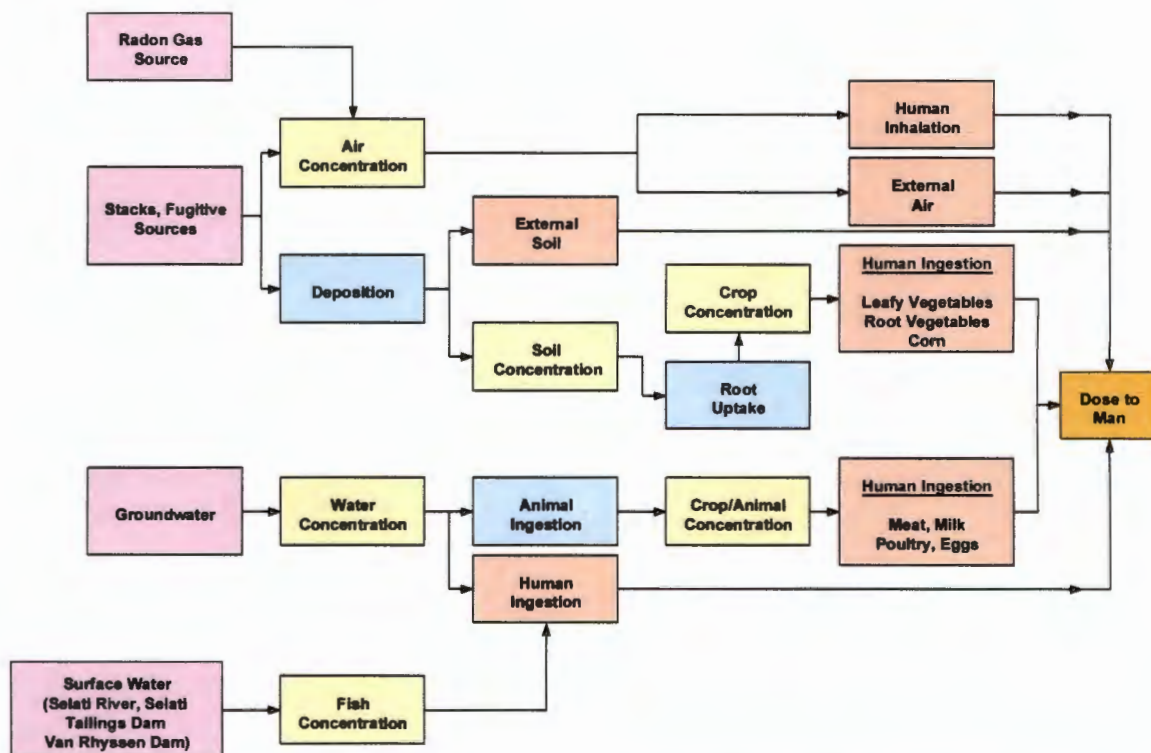 Radon Gas
Source
Air
Concentration
Human
Inhalation
Stacks, Fugitive
Sources
External
Air
External
Soil
Deposition
Crop
Concentration
Human Ingestion
Leafy Vegetables
Root Vegetables
Corn
Soil
Concentration
Root
Uptake
Dose to
Man
Groundwater
Water
Concentration
Animal
Ingestion
Crop/Animal
Concentration
Human Ingestion
Meat, Milk
Poultry, Eggs
Human
Ingestion
Surface Water
(Selati River, Selati
Tailings Dam
Van Rhyssen Dam)
Fish
Concentration